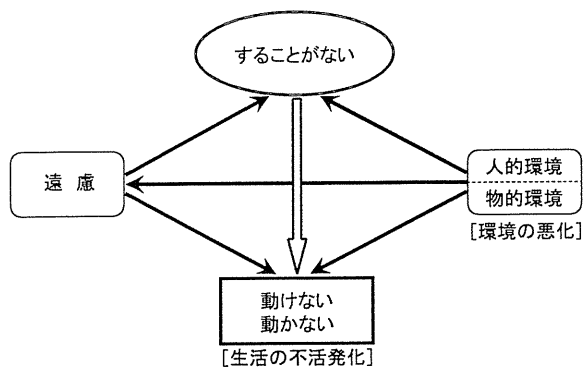 することがない
遠慮
人的環境
物的環境
[環境の悪化]
動けない
動かない
[生活の不活発化]